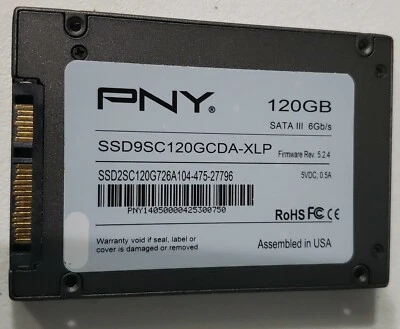 PNY
120GB
SATA III 6Gb/s
SSD9SC120GCDA-XLP Firmware Rev: 5.2.4
SSD2SC120G726A104-475-27796 5VDC; 0.5A
PNY14050000425300750
RoHS FC CE
Warranty void if seal, label or
cover is damaged or removed
Assembled in USA